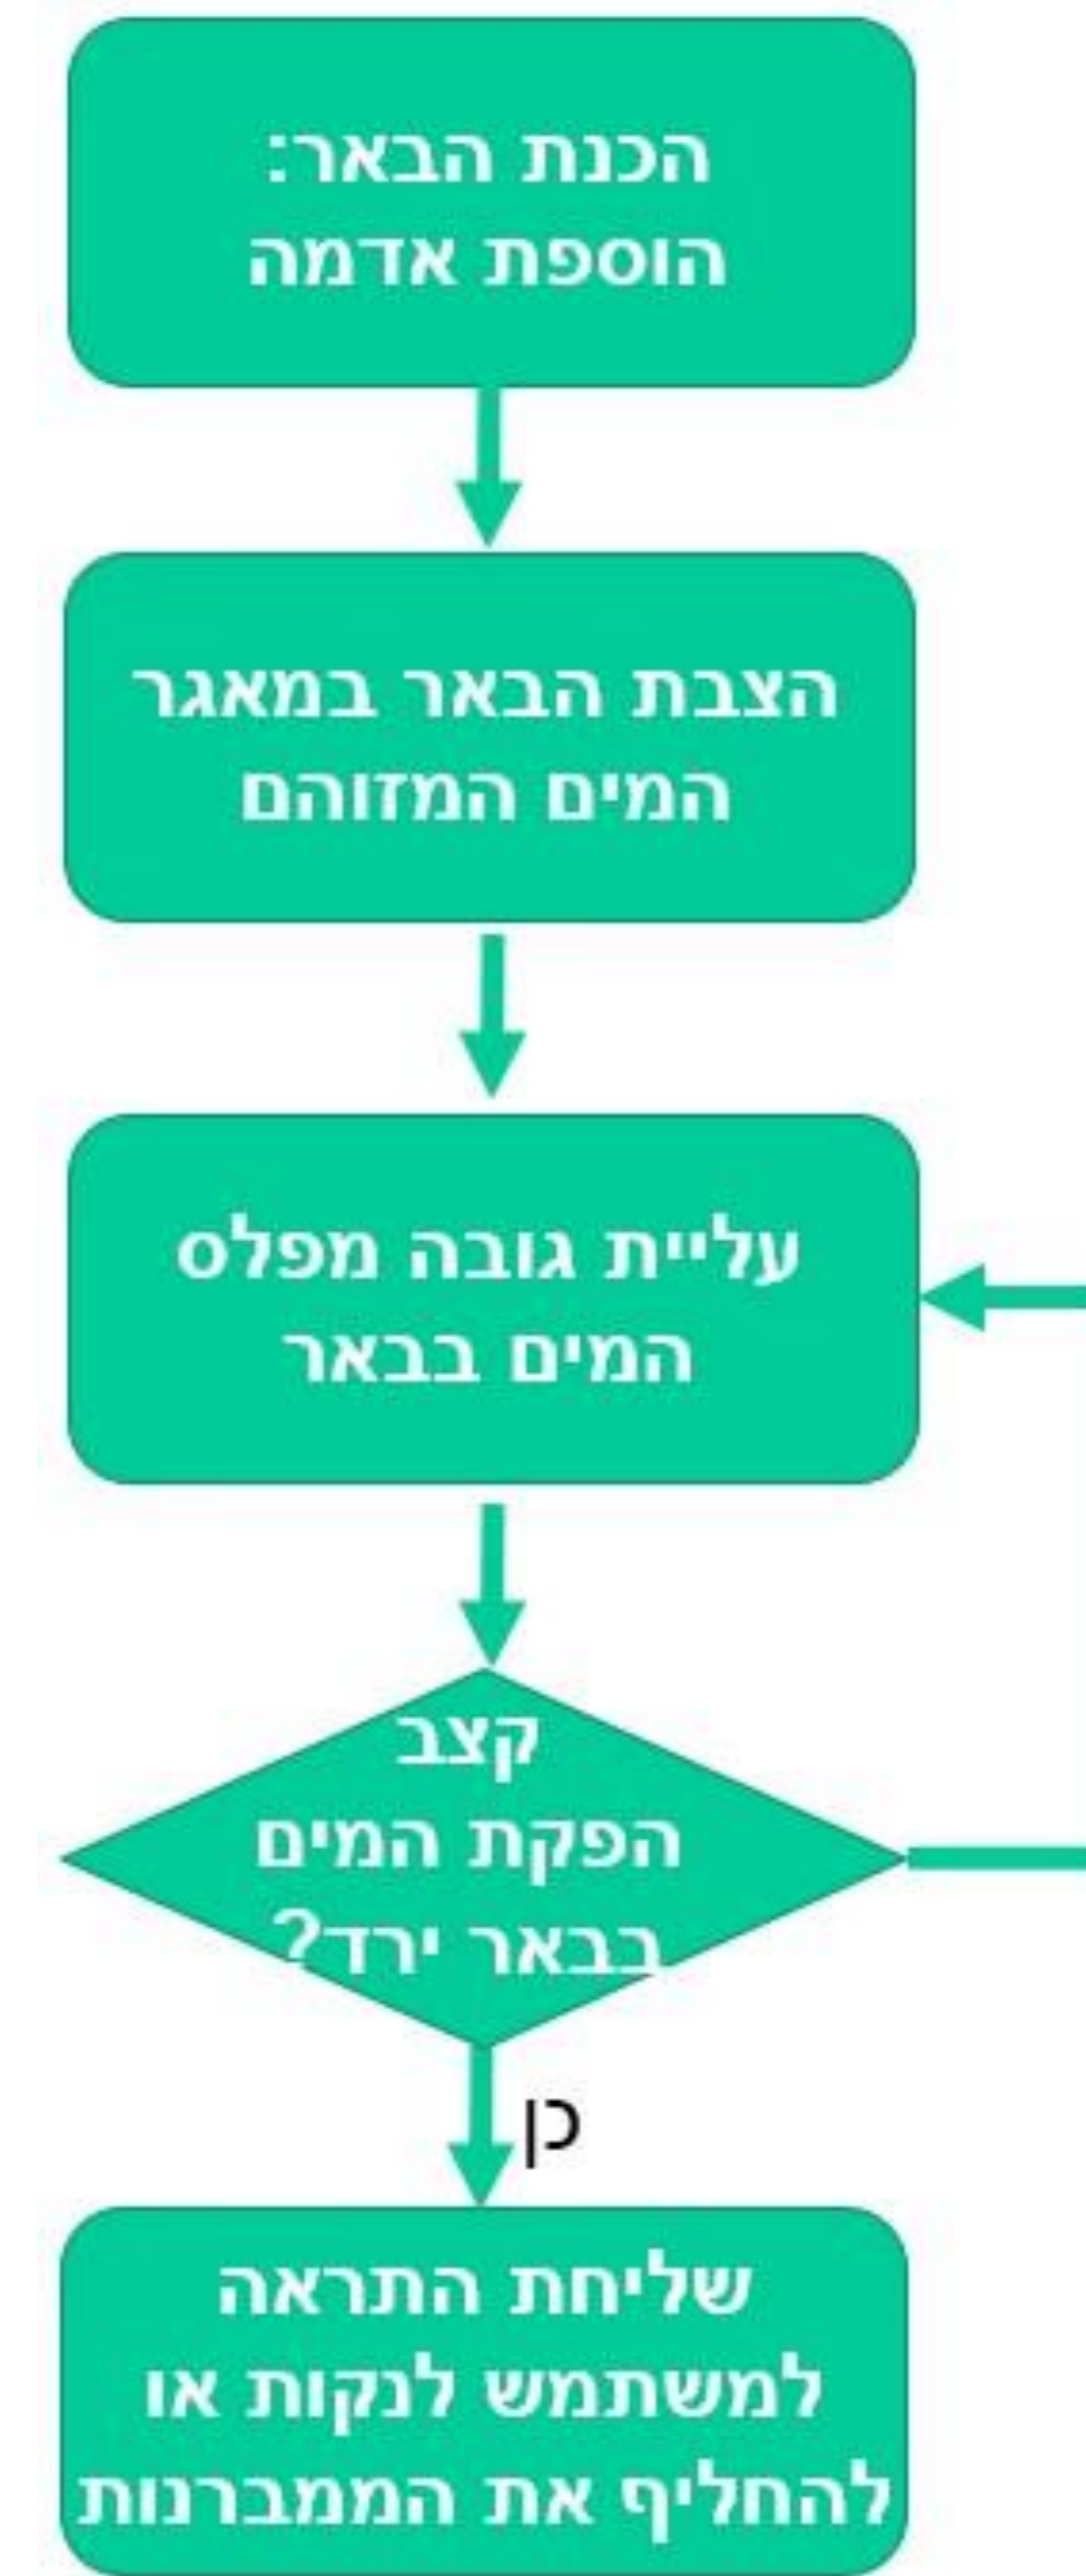 הכנת הבאר:
הוספת אדמה
הצבת הבאר במאגר
המים המזוהם
עליית גובה מפלס
המים בבאר
קצב
הפקת המים
בבאר ירד?
כן
שליחת התראה
למשתמש לנקות או
להחליף את הממברנות